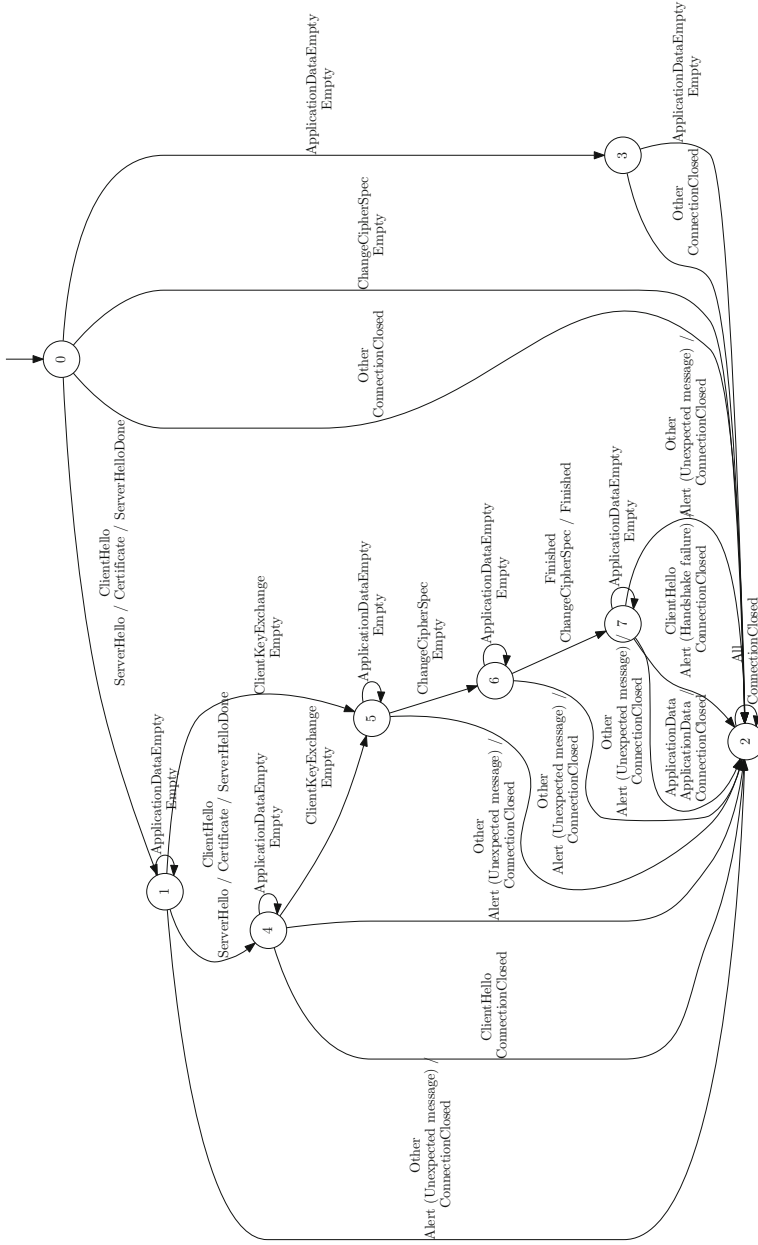 0
ApplicationDataEmpty
Empty
ChangeCipherSpec
Empty
Other
ConnectionClosed
ClientHello
ServerHello / Certificate / ServerHelloDone
1
ApplicationDataEmpty
Empty
ClientHello
ServerHello / Certificate / ServerHelloDone
ClientKeyExchange
Empty
4
ApplicationDataEmpty
Empty
ClientKeyExchange
Empty
5
ApplicationDataEmpty
Empty
ChangeCipherSpec
Empty
6
ApplicationDataEmpty
Empty
Finished
ChangeCipherSpec / Finished
7
ApplicationDataEmpty
Empty
3
ApplicationDataEmpty
Empty
Other
ConnectionClosed
Other
Alert (Unexpected message) /
ConnectionClosed
ClientHello
Alert (Handshake failure) /
ConnectionClosed
ApplicationData
ApplicationData /
ConnectionClosed
Other
Alert (Unexpected message) /
ConnectionClosed
Other
Alert (Unexpected message) /
ConnectionClosed
Other
Alert (Unexpected message) /
ConnectionClosed
ClientHello
ConnectionClosed
Other
Alert (Unexpected message) /
ConnectionClosed
2
All
ConnectionClosed